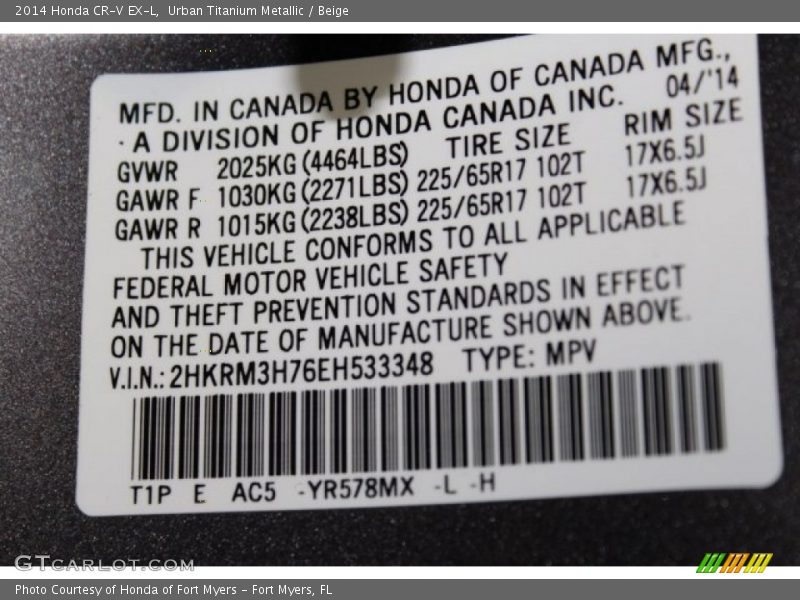 2014 Honda CR-V EX-L, Urban Titanium Metallic / Beige
MFD. IN CANADA BY HONDA OF CANADA MFG.,
· A DIVISION OF HONDA CANADA INC. 04/'14
GVWR 2025KG (4464LBS) TIRE SIZE RIM SIZE
GAWR F 1030KG (2271LBS) 225/65R17 102T 17X6.5J
GAWR R 1015KG (2238LBS) 225/65R17 102T 17X6.5J
THIS VEHICLE CONFORMS TO ALL APPLICABLE
FEDERAL MOTOR VEHICLE SAFETY
AND THEFT PREVENTION STANDARDS IN EFFECT
ON THE DATE OF MANUFACTURE SHOWN ABOVE.
V.I.N.: 2HKRM3H76EH533348 TYPE: MPV
T1P E AC5 -YR578MX -L -H
GTCARLOT.COM
Photo Courtesy of Honda of Fort Myers - Fort Myers, FL